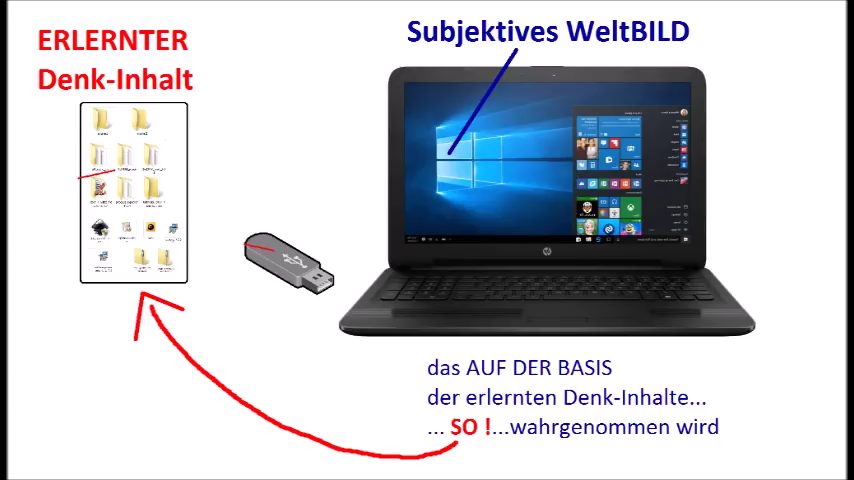 ERLERNTER
Denk-Inhalt
Subjektives WeltBILD
das AUF DER BASIS
der erlernten Denk-Inhalte...
... SO !...wahrgenommen wird